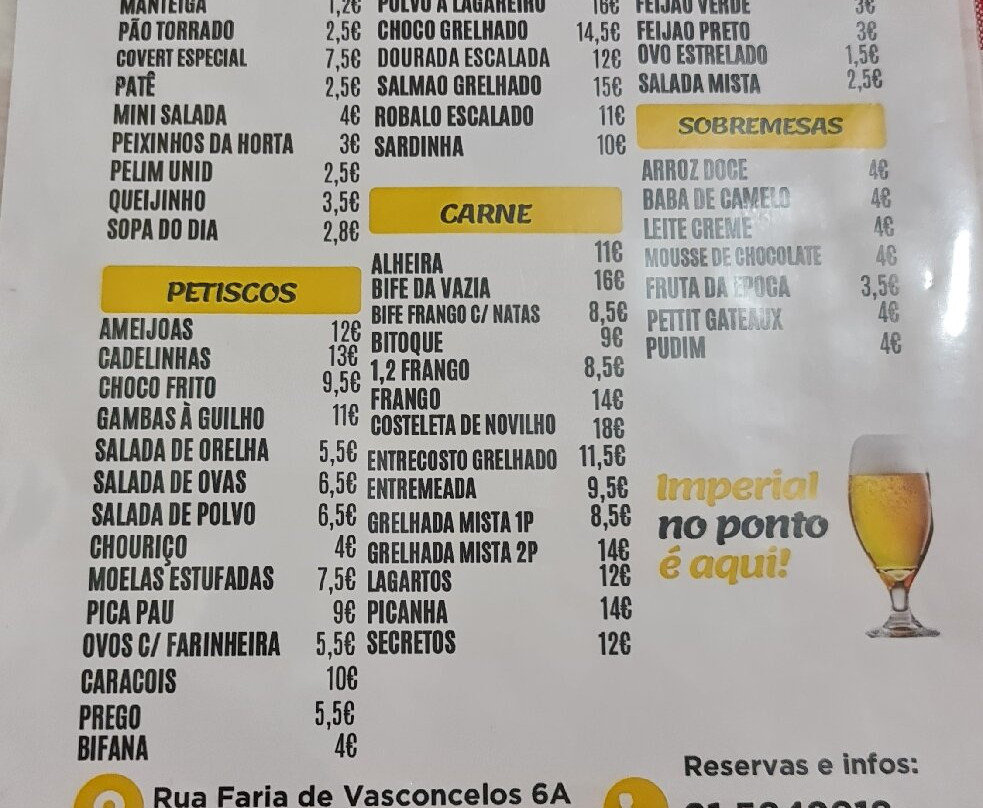 MANTEIGA 1,2€
PÃO TORRADO 2,5€
COVERT ESPECIAL 7,5€
PATÊ 2,5€
MINI SALADA 4€
PEIXINHOS DA HORTA 3€
PELIM UNID 2,5€
QUEIJINHO 3,5€
SOPA DO DIA 2,8€
PETISCOS
AMEIJOAS 12€
CADELINHAS 13€
CHOCO FRITO 9,5€
GAMBAS À GUILHO 11€
SALADA DE ORELHA 5,5€
SALADA DE OVAS 6,5€
SALADA DE POLVO 6,5€
CHOURIÇO 4€
MOELAS ESTUFADAS 7,5€
PICA PAU 9€
OVOS C/ FARINHEIRA 5,5€
CARACOIS 10€
PREGO 5,5€
BIFANA 4€
POLVO A LAGAREIRO 16€
CHOCO GRELHADO 14,5€
DOURADA ESCALADA 12€
SALMAO GRELHADO 15€
ROBALO ESCALADO 11€
SARDINHA 10€
CARNE
ALHEIRA 11€
BIFE DA VAZIA 16€
BIFE FRANGO C/ NATAS 8,5€
BITOQUE 9€
1,2 FRANGO 8,5€
FRANGO 14€
COSTELETA DE NOVILHO 18€
ENTRECOSTO GRELHADO 11,5€
ENTREMEADA 9,5€
GRELHADA MISTA 1P 8,5€
GRELHADA MISTA 2P 14€
LAGARTOS 12€
PICANHA 14€
SECRETOS 12€
FEIJAO VERDE 3€
FEIJAO PRETO 3€
OVO ESTRELADO 1,5€
SALADA MISTA 2,5€
SOBREMESAS
ARROZ DOCE 4€
BABA DE CAMELO 4€
LEITE CREME 4€
MOUSSE DE CHOCOLATE 4€
FRUTA DA EPOCA 3,5€
PETTIT GATEAUX 4€
PUDIM 4€
Imperial
no ponto
é aqui!
Reservas e infos:
Rua Faria de Vasconcelos 6A